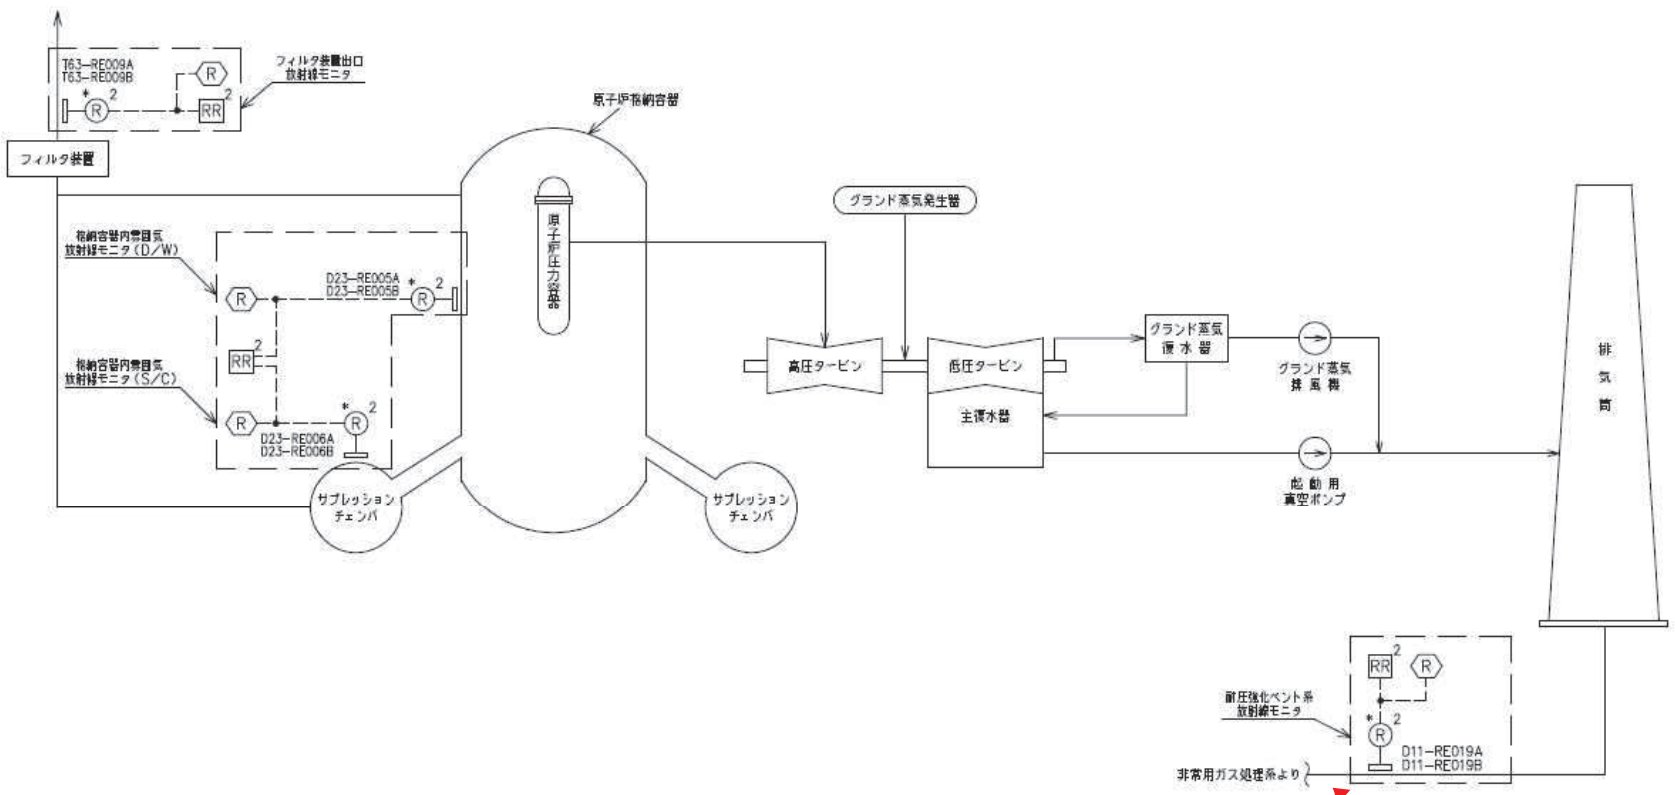 T63-RE009A
T63-RE009B
* R 2
R
RR 2
フィルタ装置出口
放射線モニタ
フィルタ装置
原子炉格納容器
原子炉圧力容器
格納容器内雰囲気
放射線モニタ(D/W)
R
D23-RE005A
D23-RE005B
* R 2
RR 2
格納容器内雰囲気
放射線モニタ(S/C)
R
* R 2
D23-RE006A
D23-RE006B
サプレッション
チェンバ
サプレッション
チェンバ
グランド蒸気発生器
高圧タービン
低圧タービン
主復水器
グランド蒸気
復水器
グランド蒸気
排風機
起動用
真空ポンプ
排気筒
RR 2
R
耐圧強化ベント系
放射線モニタ
* R 2
D11-RE019A
D11-RE019B
非常用ガス処理系より